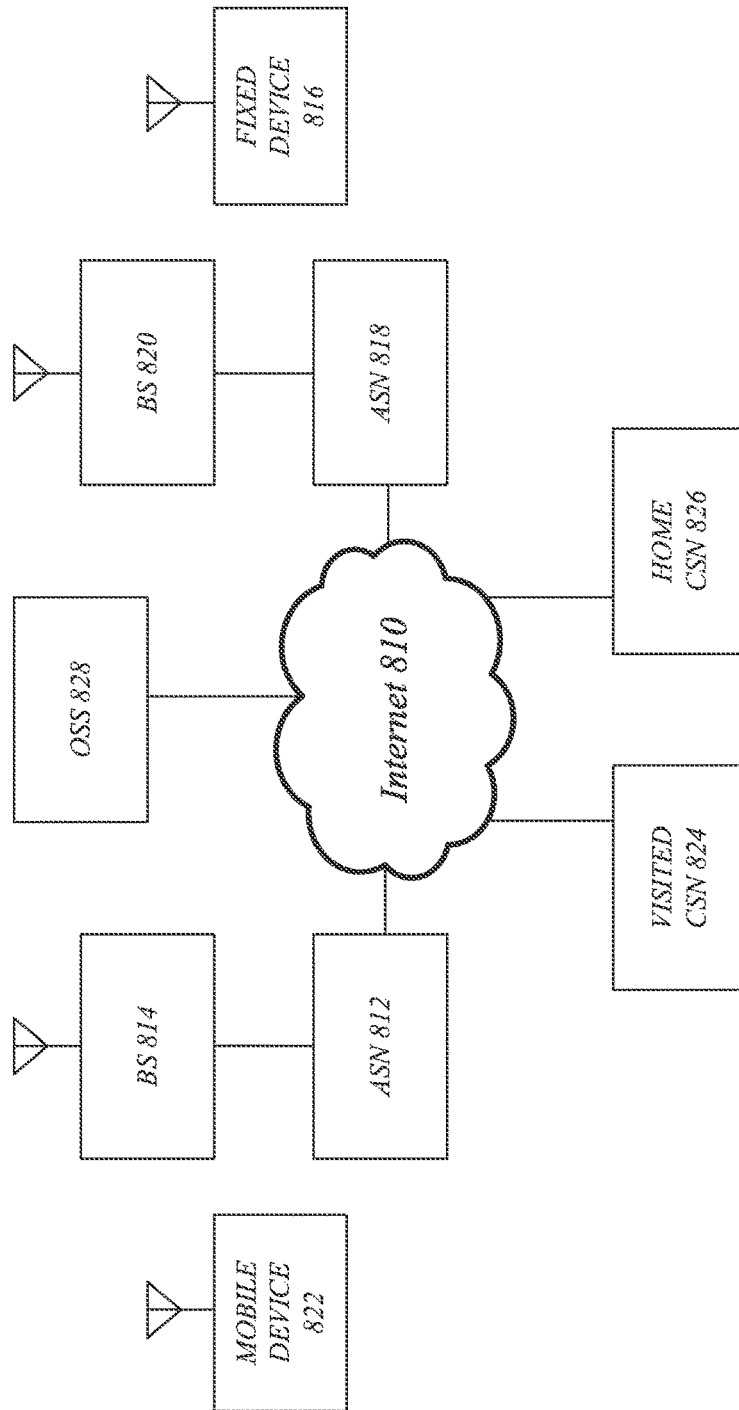 MOBILE
DEVICE
822
BS 814
ASN 812
OSS 828
Internet 810
VISITED
CSN 824
HOME
CSN 826
BS 820
ASN 818
FIXED
DEVICE
816